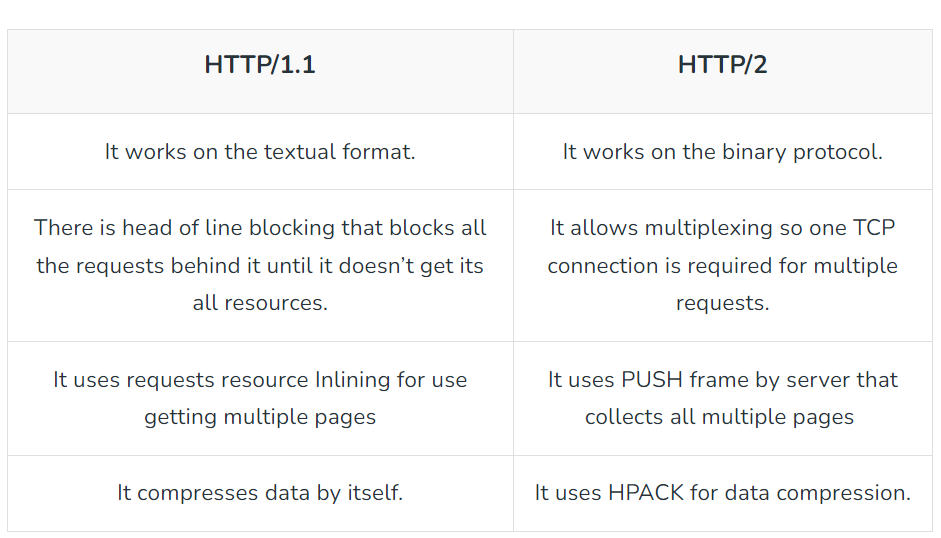 HTTP/1.1
HTTP/2
It works on the textual format.
It works on the binary protocol.
There is head of line blocking that blocks all
the requests behind it until it doesn’t get its
all resources.
It allows multiplexing so one TCP
connection is required for multiple
requests.
It uses requests resource Inlining for use
getting multiple pages
It uses PUSH frame by server that
collects all multiple pages
It compresses data by itself.
It uses HPACK for data compression.